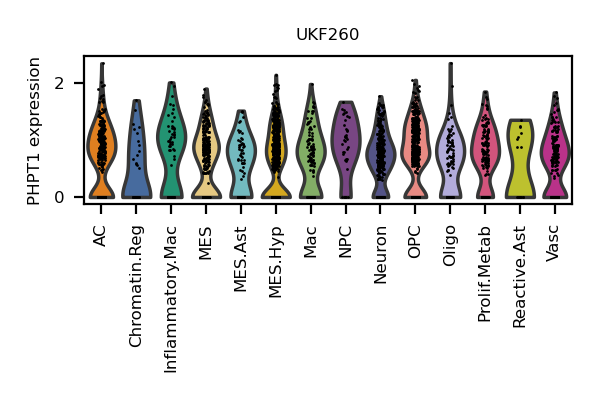 UKF260
PHPT1 expression
2
0
AC
Chromatin.Reg
Inflammatory.Mac
MES
MES.Ast
MES.Hyp
Mac
NPC
Neuron
OPC
Oligo
Prolif.Metab
Reactive.Ast
Vasc